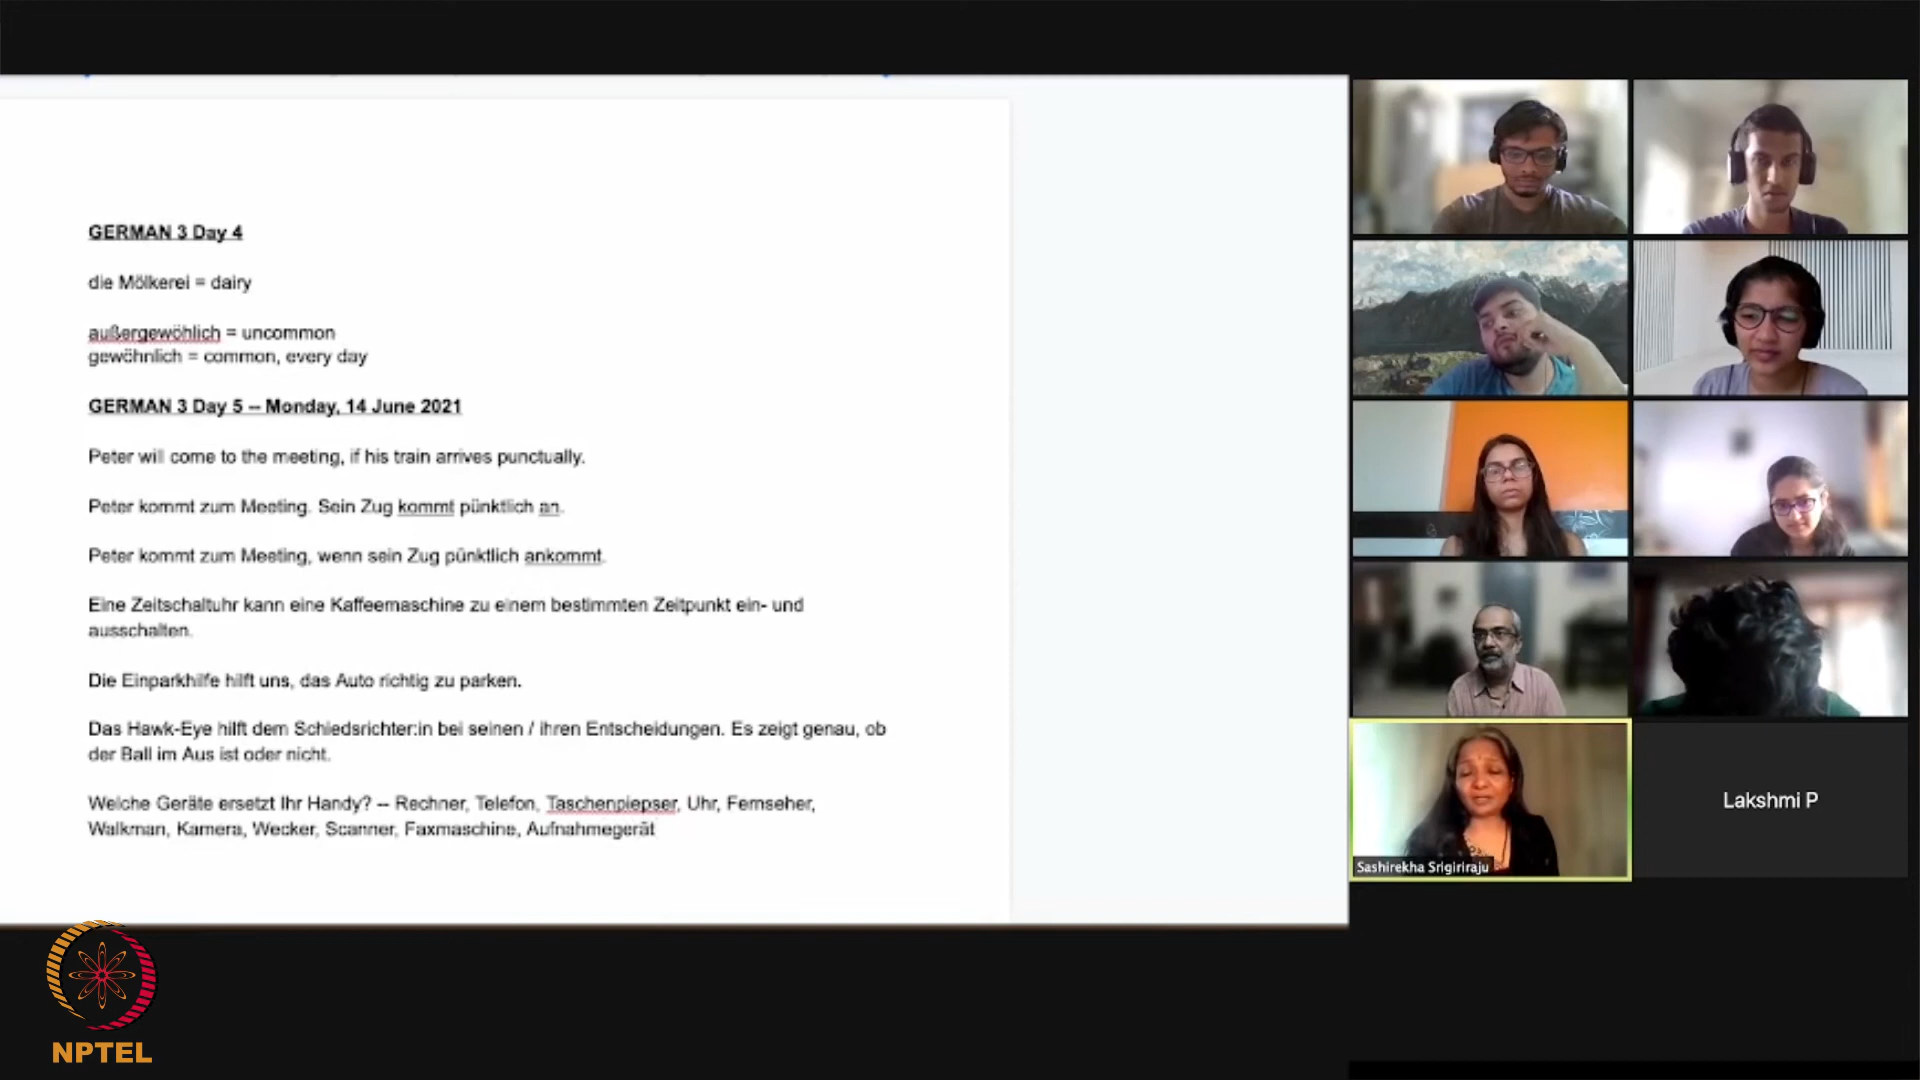 GERMAN 3 Day 4
die Mölkerei = dairy
außergewöhlich = uncommon
gewöhnlich = common, every day
GERMAN 3 Day 5 – Monday, 14 June 2021
Peter will come to the meeting, if his train arrives punctually.
Peter kommt zum Meeting. Sein Zug kommt pünktlich an.
Peter kommt zum Meeting, wenn sein Zug pünktlich ankommt.
Eine Zeitschaltuhr kann eine Kaffeemaschine zu einem bestimmten Zeitpunkt ein- und
ausschalten.
Die Einparkhilfe hilft uns, das Auto richtig zu parken.
Das Hawk-Eye hilft dem Schiedsrichter:in bei seinen / ihren Entscheidungen. Es zeigt genau, ob
der Ball im Aus ist oder nicht.
Welche Geräte ersetzt Ihr Handy? – Rechner, Telefon, Taschenpiepser, Uhr, Fernseher,
Walkman, Kamera, Wecker, Scanner, Faxmaschine, Aufnahmegerät
Sashirekha Srigiriraju
Lakshmi P
NPTEL